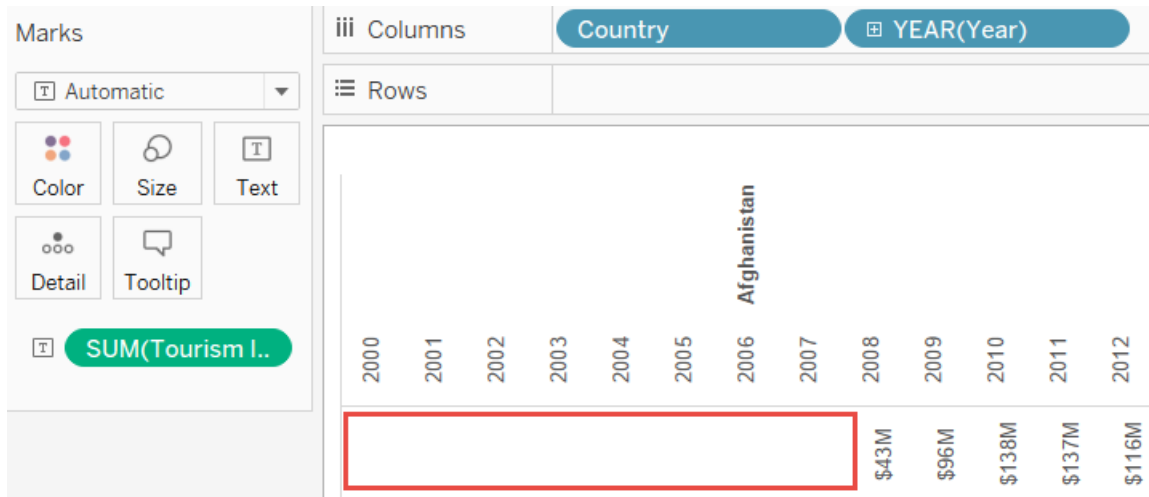 Marks
Automatic
Color Size Text
Detail Tooltip
SUM(Tourism I..
Columns Country YEAR(Year)
Rows
Afghanistan
2000 2001 2002 2003 2004 2005 2006 2007 2008 2009 2010 2011 2012
$43M $96M $138M $137M $116M